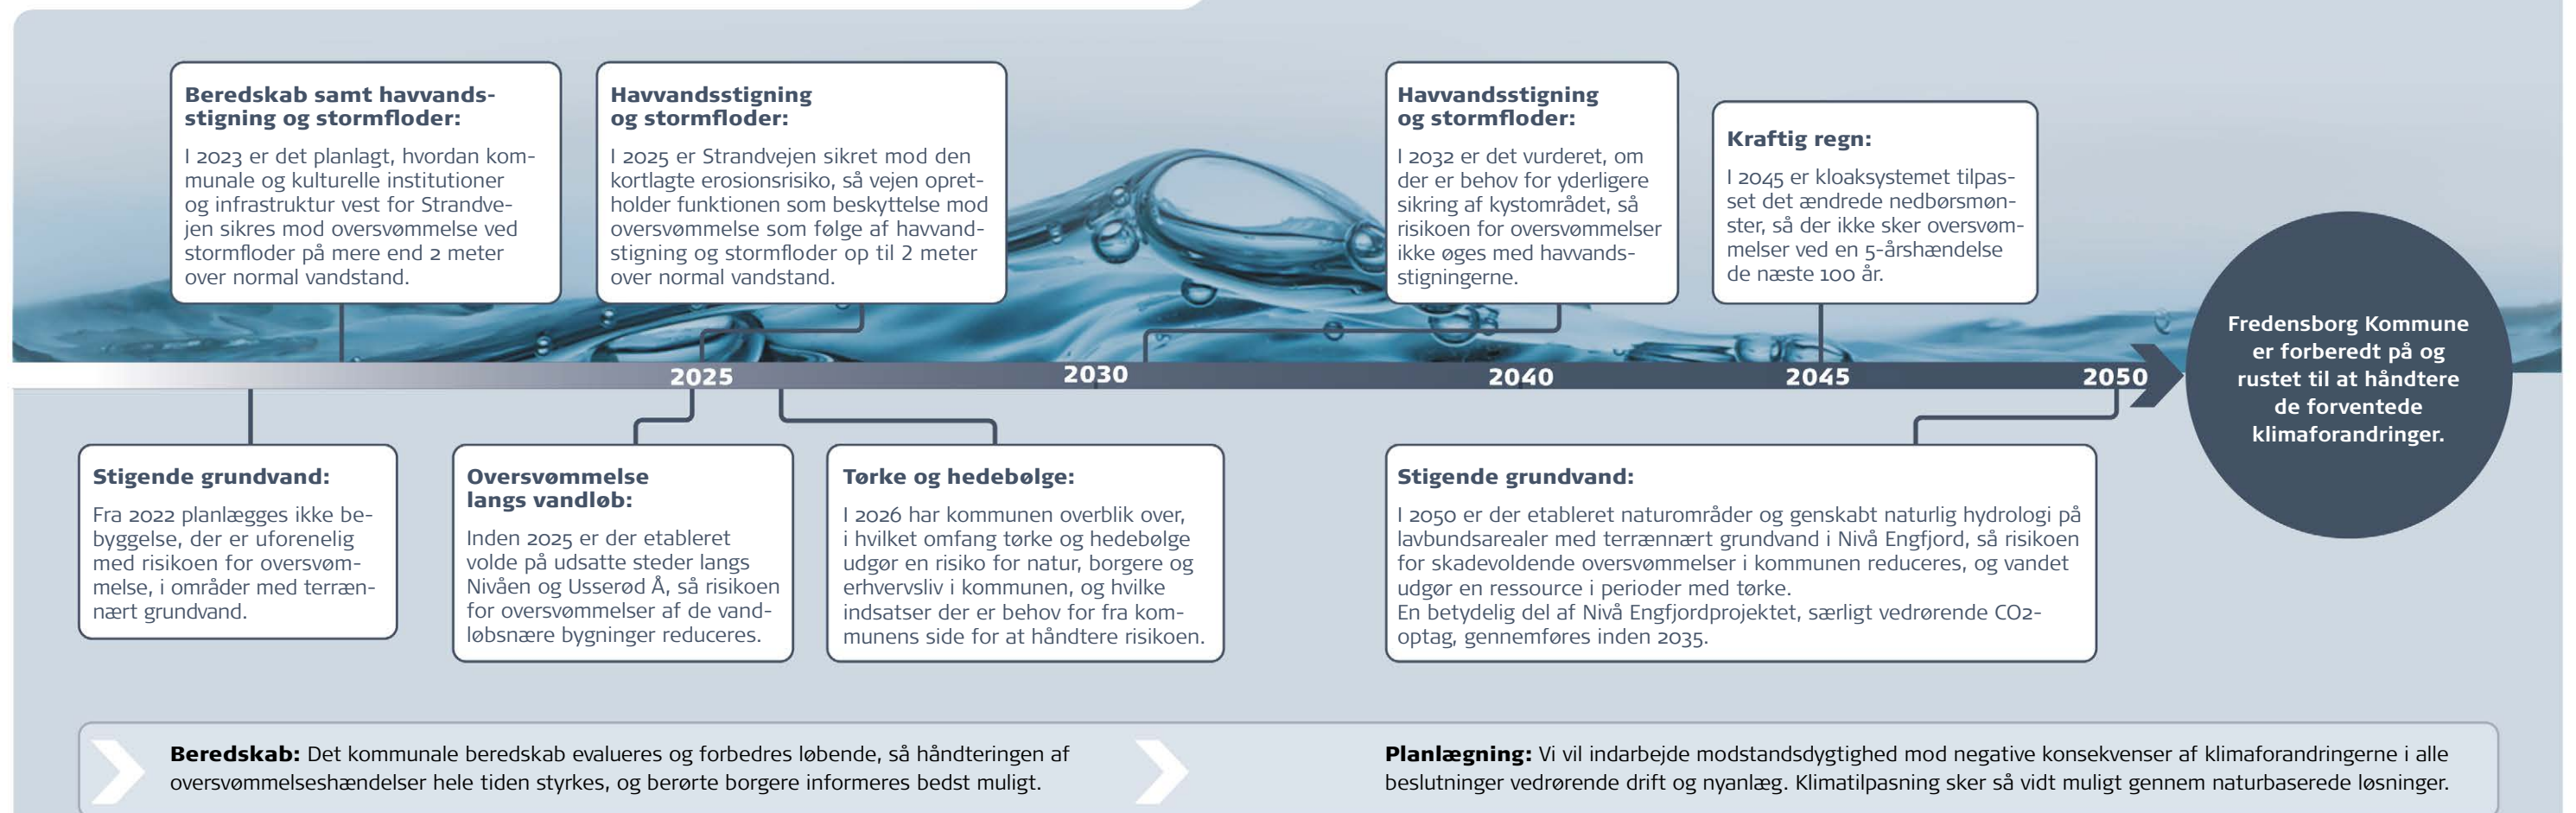 Beredskab samt havvands-
stigning og stormfloder:
I 2023 er det planlagt, hvordan kom-
munale og kulturelle institutioner
og infrastruktur vest for Strandve-
jen sikres mod oversvømmelse ved
stormfloder på mere end 2 meter
over normal vandstand.
Havvandsstigning
og stormfloder:
I 2025 er Strandvejen sikret mod den
kortlagte erosionsrisiko, så vejen opret-
holder funktionen som beskyttelse mod
oversvømmelse som følge af havvand-
stigning og stormfloder op til 2 meter
over normal vandstand.
Havvandsstigning
og stormfloder:
I 2032 er det vurderet, om
der er behov for yderligere
sikring af kystområdet, så
risikoen for oversvømmelser
ikke øges med havvands-
stigningerne.
Kraftig regn:
I 2045 er kloaksystemet tilpas-
set det ændrede nedbørsmøn-
ster, så der ikke sker oversvøm-
melser ved en 5-årshændelse
de næste 100 år.
2025
2030
2040
2045
2050
Fredensborg Kommune
er forberedt på og
rustet til at håndtere
de forventede
klimaforandringer.
Stigende grundvand:
Fra 2022 planlægges ikke be-
byggelse, der er uforenelig
med risikoen for oversvøm-
melse, i områder med terræn-
nært grundvand.
Oversvømmelse
langs vandløb:
Inden 2025 er der etableret
volde på udsatte steder langs
Nivåen og Usserød Å, så risikoen
for oversvømmelser af de vand-
løbsnære bygninger reduceres.
Tørke og hedebølge:
I 2026 har kommunen overblik over,
i hvilket omfang tørke og hedebølge
udgør en risiko for natur, borgere og
erhvervsliv i kommunen, og hvilke
indsatser der er behov for fra kom-
munens side for at håndtere risikoen.
Stigende grundvand:
I 2050 er der etableret naturområder og genskabt naturlig hydrologi på
lavbundsarealer med terrænnært grundvand i Nivå Engfjord, så risikoen
for skadevoldende oversvømmelser i kommunen reduceres, og vandet
udgør en ressource i perioder med tørke.
En betydelig del af Nivå Engfjordprojektet, særligt vedrørende CO2-
optag, gennemføres inden 2035.
Beredskab: Det kommunale beredskab evalueres og forbedres løbende, så håndteringen af
oversvømmelseshændelser hele tiden styrkes, og berørte borgere informeres bedst muligt.
Planlægning: Vi vil indarbejde modstandsdygtighed mod negative konsekvenser af klimaforandringerne i alle
beslutninger vedrørende drift og nyanlæg. Klimatilpasning sker så vidt muligt gennem naturbaserede løsninger.